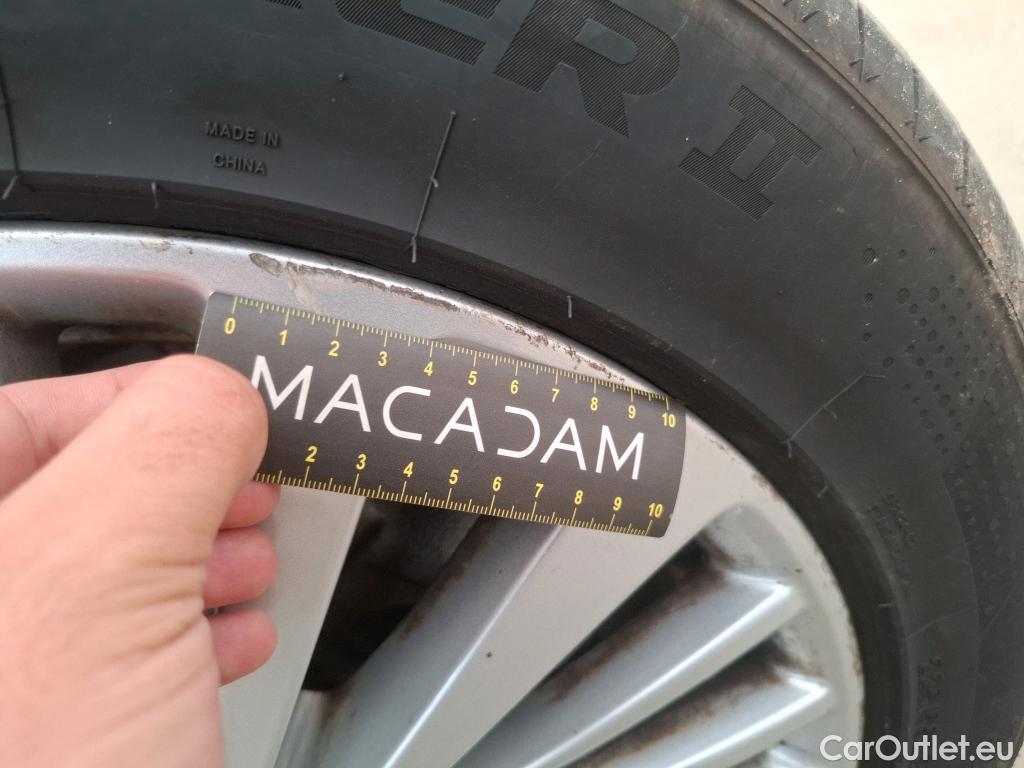 ER II
MADE IN
CHINA
0 1 2 3 4 5 6 7 8 9 10
MACADAM
2 3 4 5 6 7 8 9 10
CarOutlet.eu